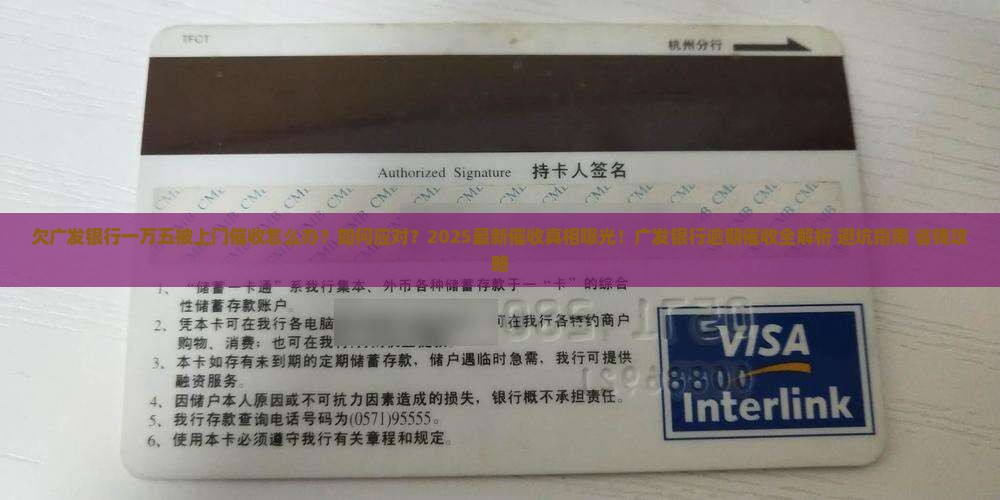 TECT
杭州分行
Authorized Signature 持卡人签名
欠广发银行一万五被上门催收怎么办？如何应对？2025最新催收真相曝光！广发银行逾期催收全解析 避坑指南 省钱攻
略
1、“储蓄一卡通”系我行集本、外币各种储蓄存款于一“卡”的综合
性储蓄存款账户
2、凭本卡可在我行各电脑 可在我行各特约商户
购物、消费；也可在我
3、本卡如存有未到期的定期储蓄存款，储户遇临时急需，我行可提供
融资服务。
4、因储户本人原因或不可抗力因素造成的损失，银行概不承担责任。
5、我行存款查询电话号码为(0571)95555。
6、使用本卡必须遵守我行有关章程和规定。
VISA
Interlink